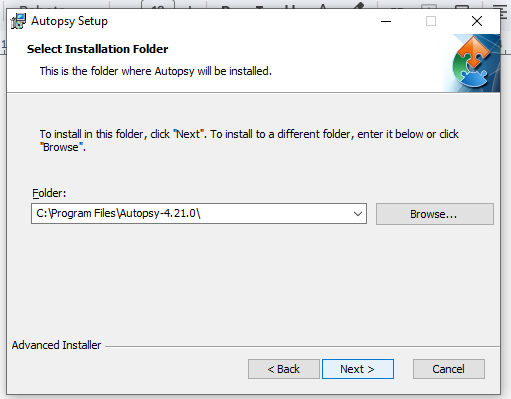 Autopsy Setup
Select Installation Folder
This is the folder where Autopsy will be installed.
To install in this folder, click "Next". To install to a different folder, enter it below or click
"Browse".
Folder:
C:\Program Files\Autopsy-4.21.0\
Browse...
Advanced Installer
< Back
Next >
Cancel